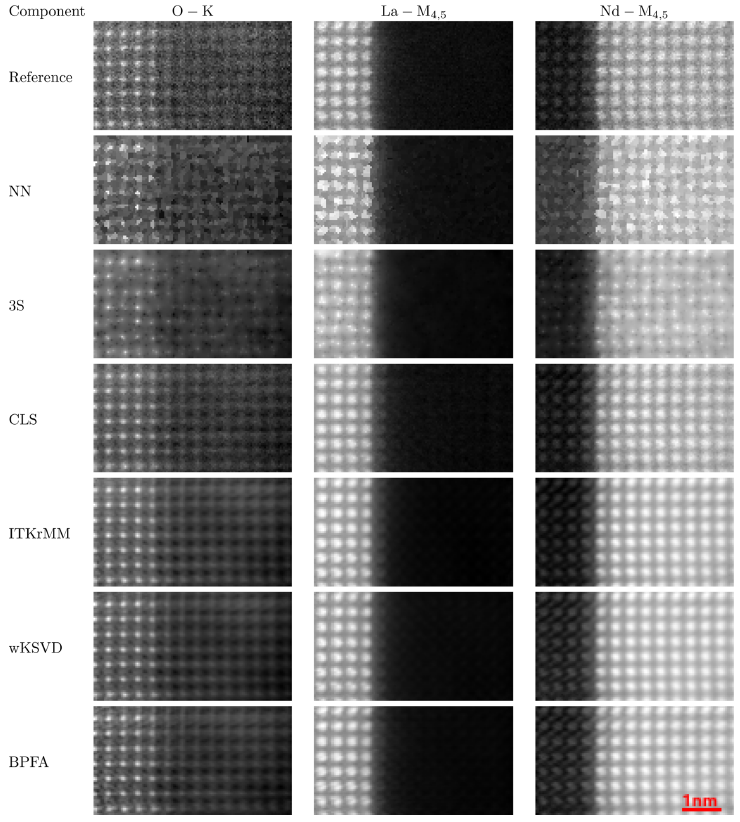 Component O – K La – M4,5 Nd – M4,5
Reference
NN
3S
CLS
ITKrMM
wKSVD
BPFA
1nm